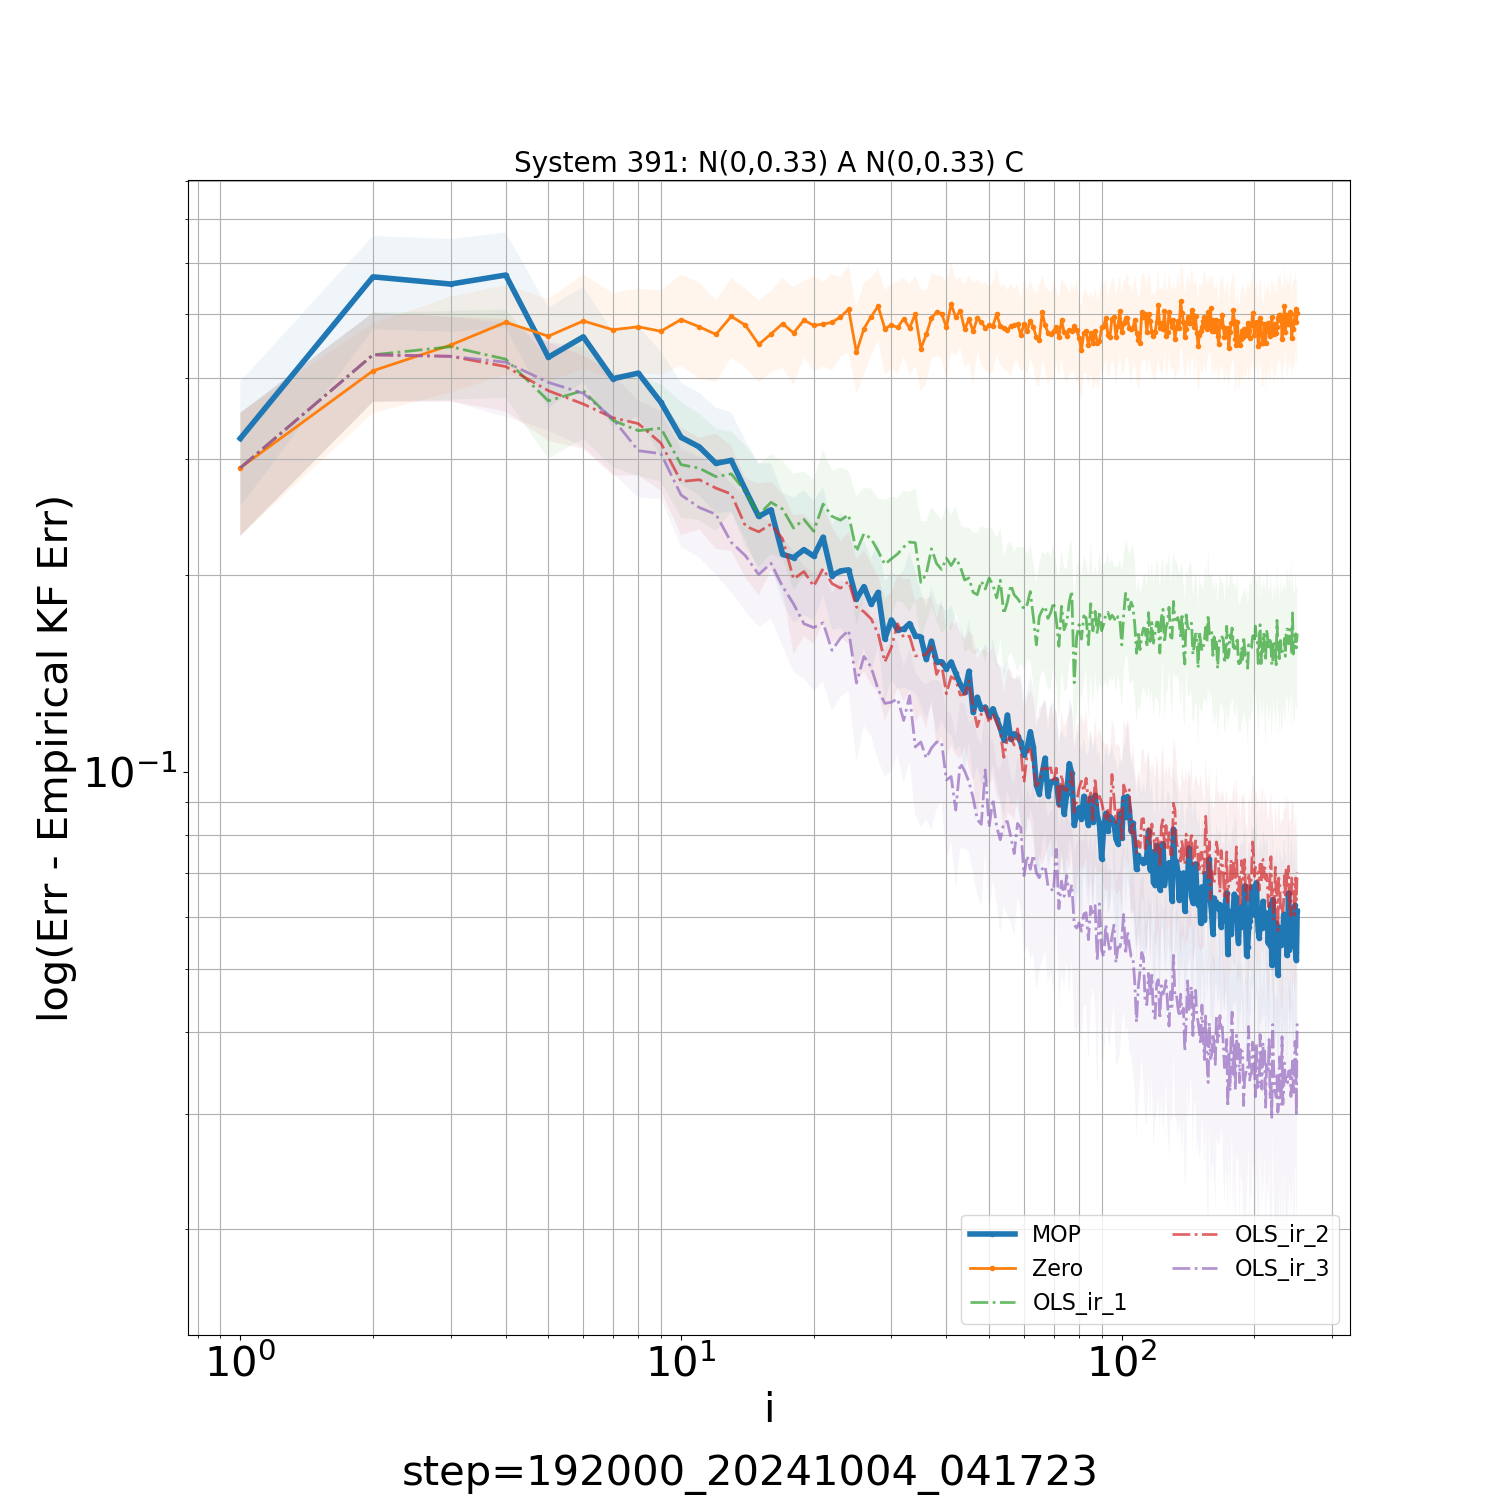 System 391: N(0,0.33) A N(0,0.33) C
log(Err - Empirical KF Err)
10⁻¹
MOP
Zero
OLS_ir_1
OLS_ir_2
OLS_ir_3
10⁰ 10¹ 10²
i
step=192000_20241004_041723